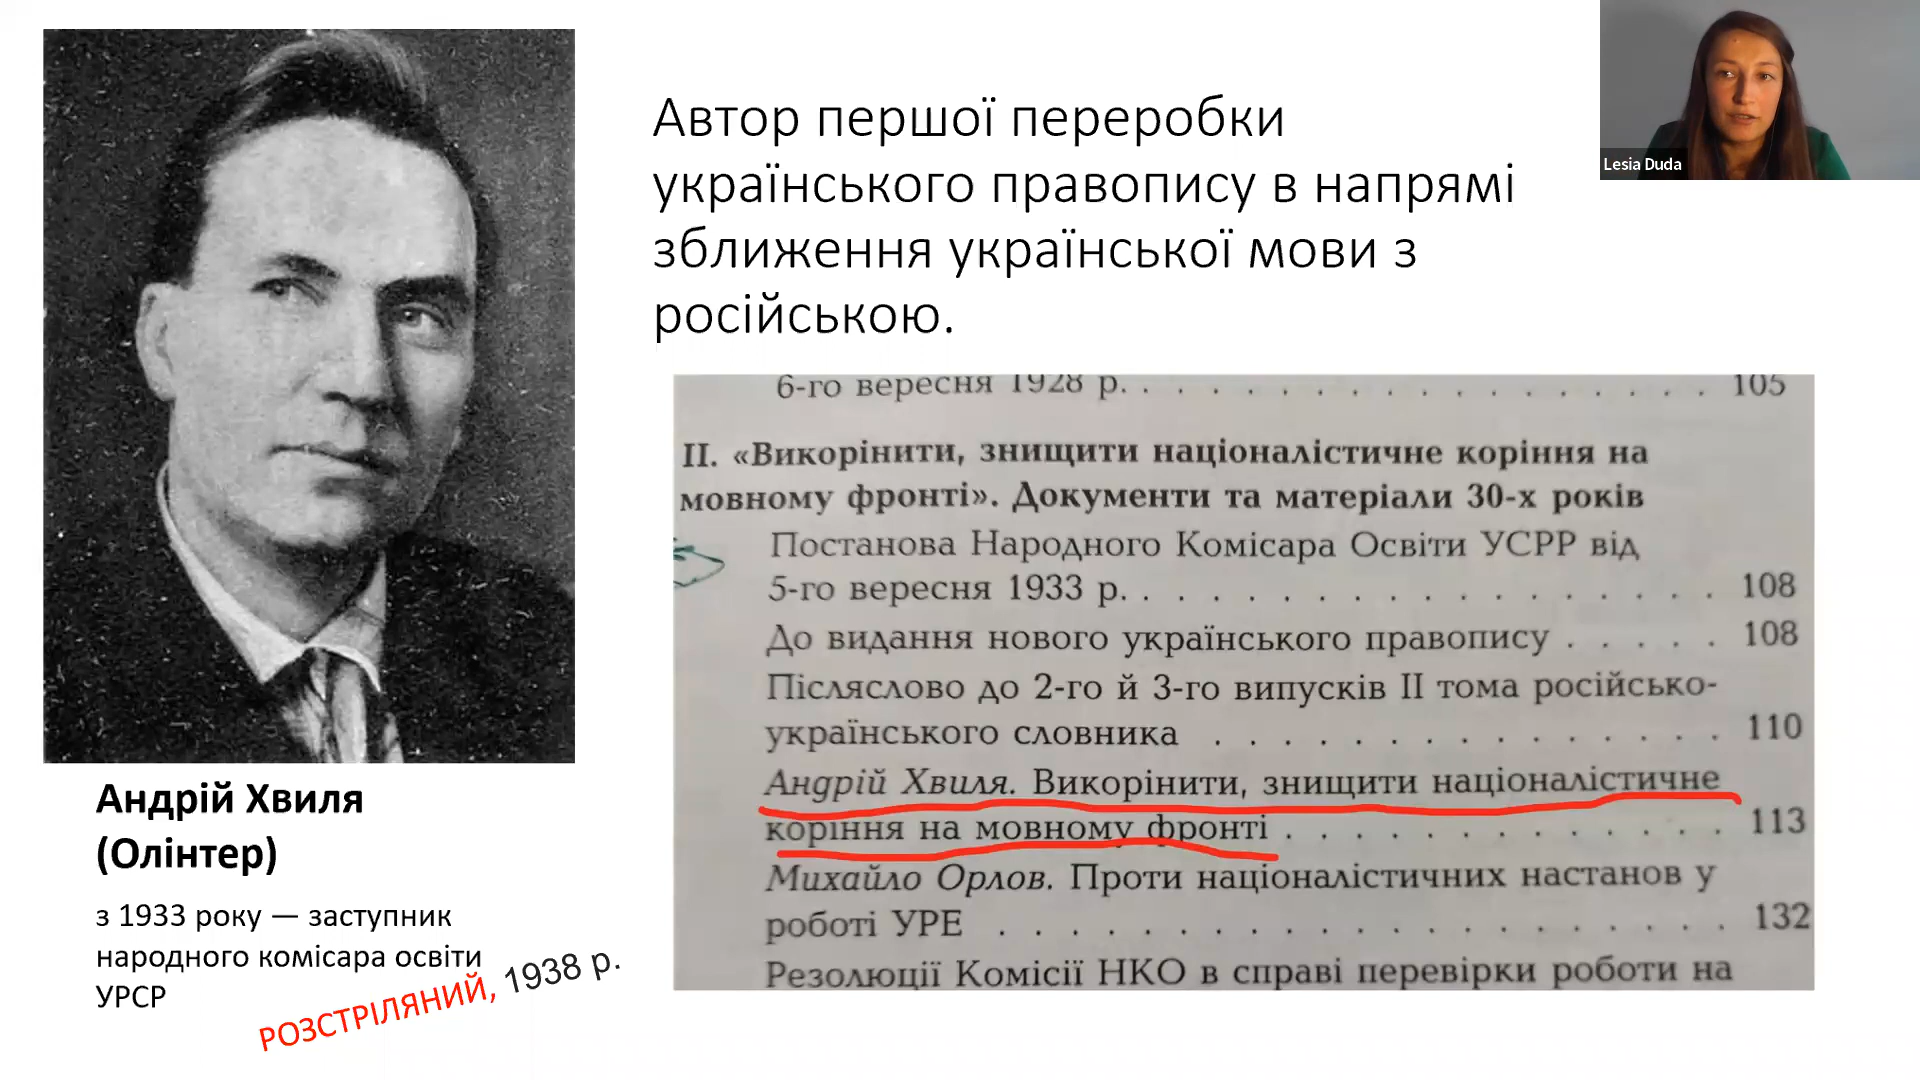 Автор першої переробки
українського правопису в напрямі
зближення української мови з
російською.
Lesia Duda
6-го вересня 1928 р. . . . . . . . . . . . . . . . . . 105
II. «Викорінити, знищити націоналістичне коріння на
мовному фронті». Документи та матеріали 30-х років
Постанова Народного Комісара Освіти УСРР від
5-го вересня 1933 р. . . . . . . . . . . . . . . . . . 108
До видання нового українського правопису . . . . . 108
Післяслово до 2-го й 3-го випусків II тома російсько-
українського словника . . . . . . . . . . . . . . . 110
Андрій Хвиля. Викорінити, знищити націоналістичне
коріння на мовному фронті . . . . . . . . . . . . . 113
Михайло Орлов. Проти націоналістичних настанов у
роботі УРЕ . . . . . . . . . . . . . . . . . . . . 132
Резолюції Комісії НКО в справі перевірки роботи на
Андрій Хвиля
(Олінтер)
з 1933 року — заступник
народного комісара освіти
УРСР
РОЗСТРІЛЯНИЙ, 1938 р.